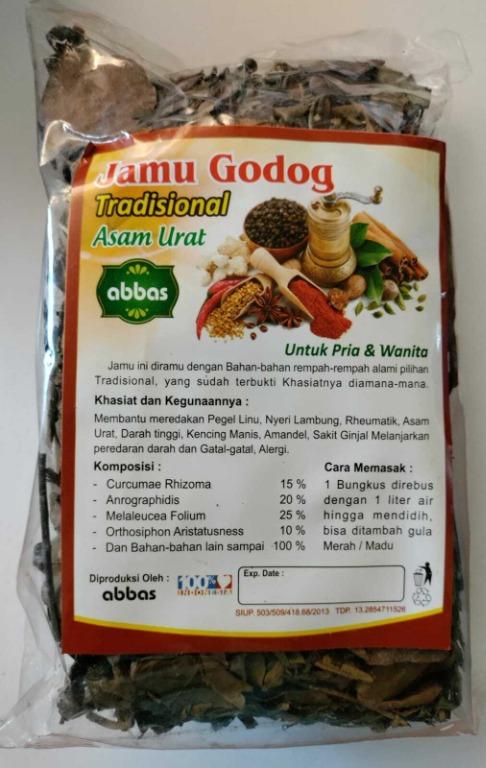 Jamu Godog
Tradisional
Asam Urat
abbas
Untuk Pria & Wanita
Jamu ini diramu dengan Bahan-bahan rempah-rempah alami pilihan
Tradisional, yang sudah terbukti Khasiatnya diamana-mana.
Khasiat dan Kegunaannya :
Membantu meredakan Pegel Linu, Nyeri Lambung, Rheumatik, Asam
Urat, Darah tinggi, Kencing Manis, Amandel, Sakit Ginjal Melanjarkan
peredaran darah dan Gatal-gatal, Alergi.
Komposisi :
- Curcumae Rhizoma 15 %
- Anrographidis 20 %
- Melaleucea Folium 25 %
- Orthosiphon Aristatusness 10 %
- Dan Bahan-bahan lain sampai 100 %
Cara Memasak :
1 Bungkus direbus
dengan 1 liter air
hingga mendidih,
bisa ditambah gula
Merah / Madu
Diproduksi Oleh :
abbas
100%
INDONESIA
Exp. Date :
SIUP. 503/509/418.68/2013 TDP. 13.2854711526